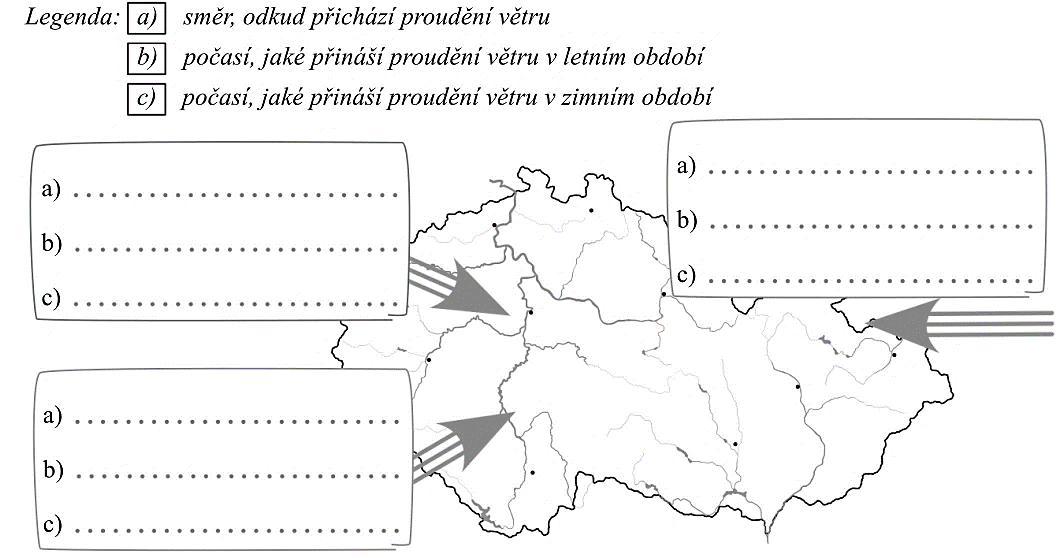 Legenda: a) směr, odkud přichází proudění větru
b) počasí, jaké přináší proudění větru v letním období
c) počasí, jaké přináší proudění větru v zimním období
a) ...........................
b) ...........................
c) ...........................
a) ...........................
b) ...........................
c) ...........................
a) ...........................
b) ...........................
c) ...........................